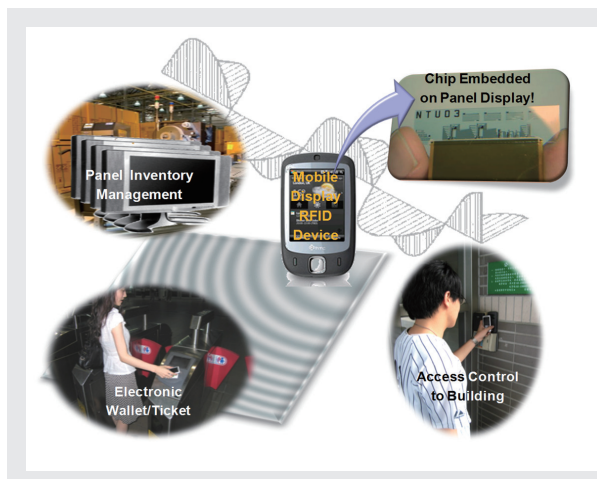 Chip Embedded
on Panel Display!
NTU03
Panel Inventory
Management
Mobile
Display
RFID
Device
Electronic
Wallet/Ticket
Access Control
to Building